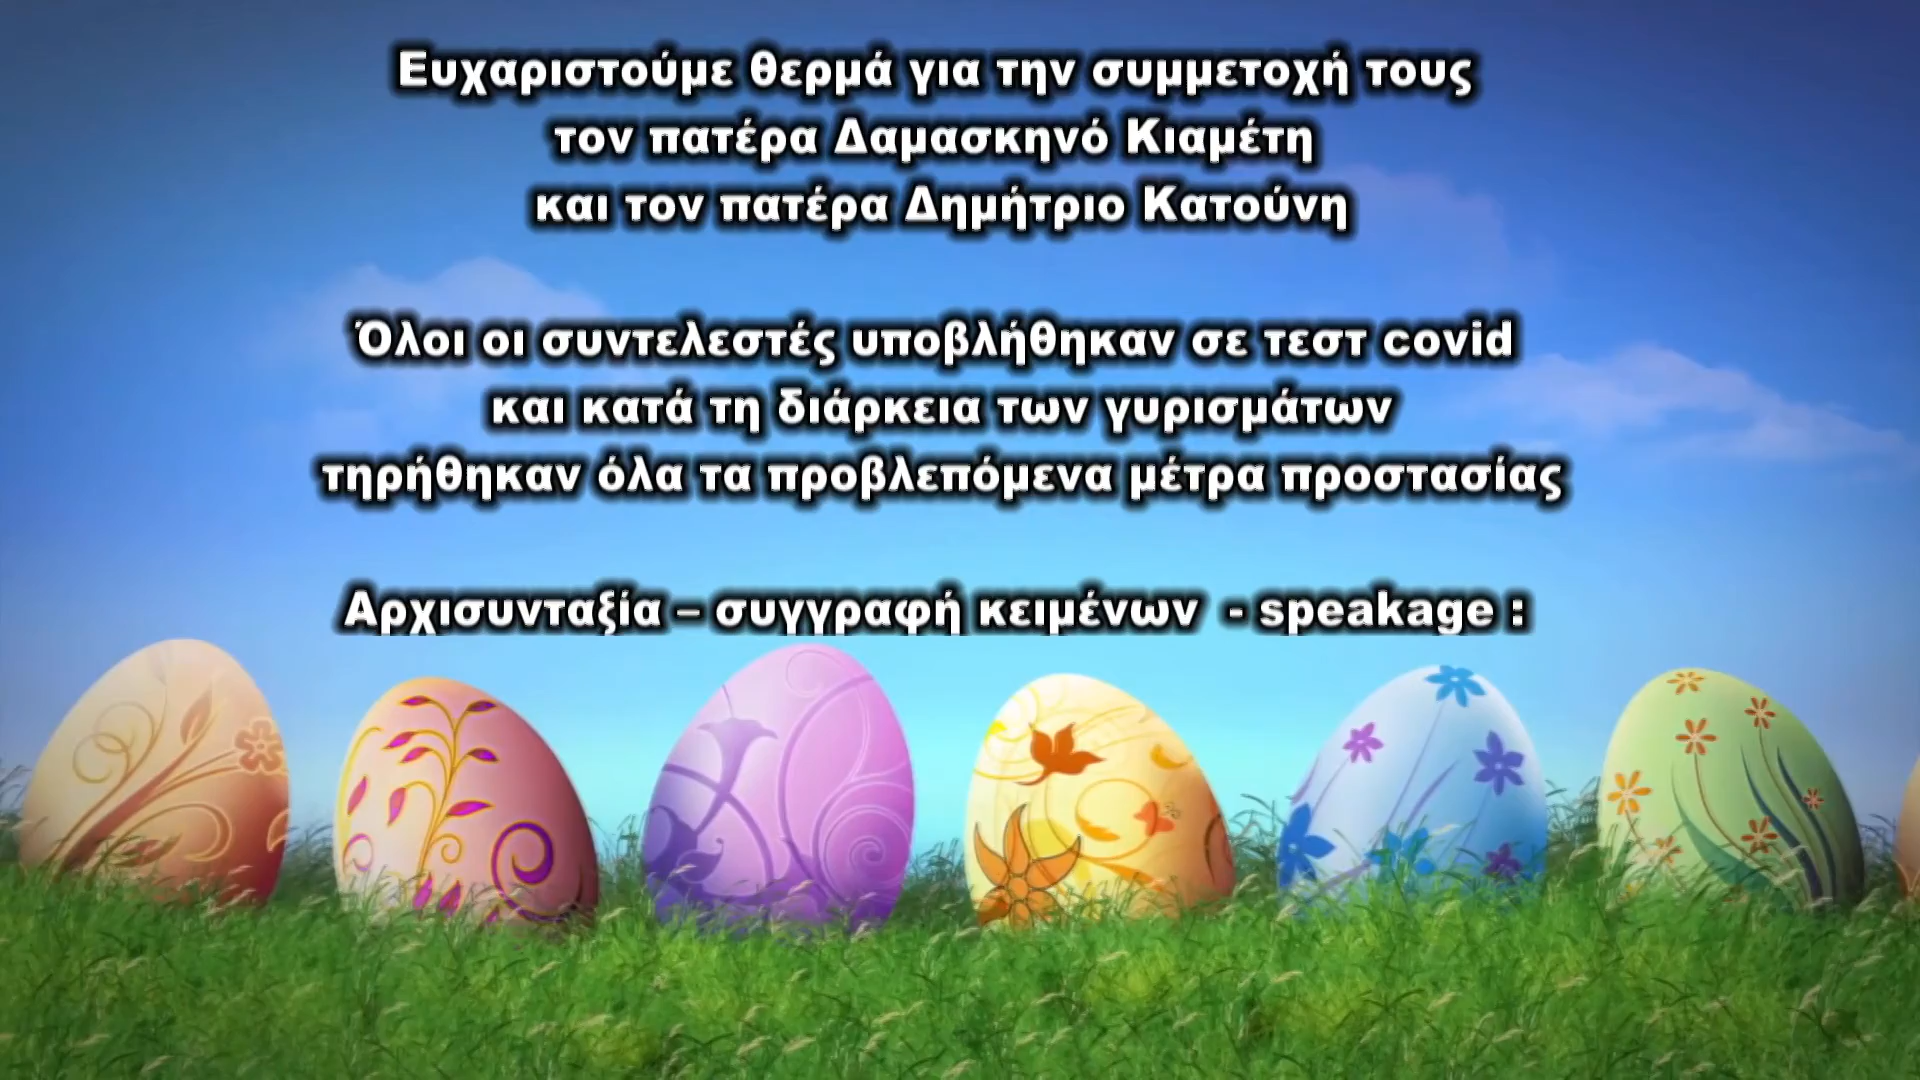 Ευχαριστούμε θερμά για την συμμετοχή τους
τον πατέρα Δαμασκηνό Κιαμέτη
και τον πατέρα Δημήτριο Κατούνη
Όλοι οι συντελεστές υποβλήθηκαν σε τεστ covid
και κατά τη διάρκεια των γυρισμάτων
τηρήθηκαν όλα τα προβλεπόμενα μέτρα προστασίας
Αρχισυνταξία – συγγραφή κειμένων - speakage :